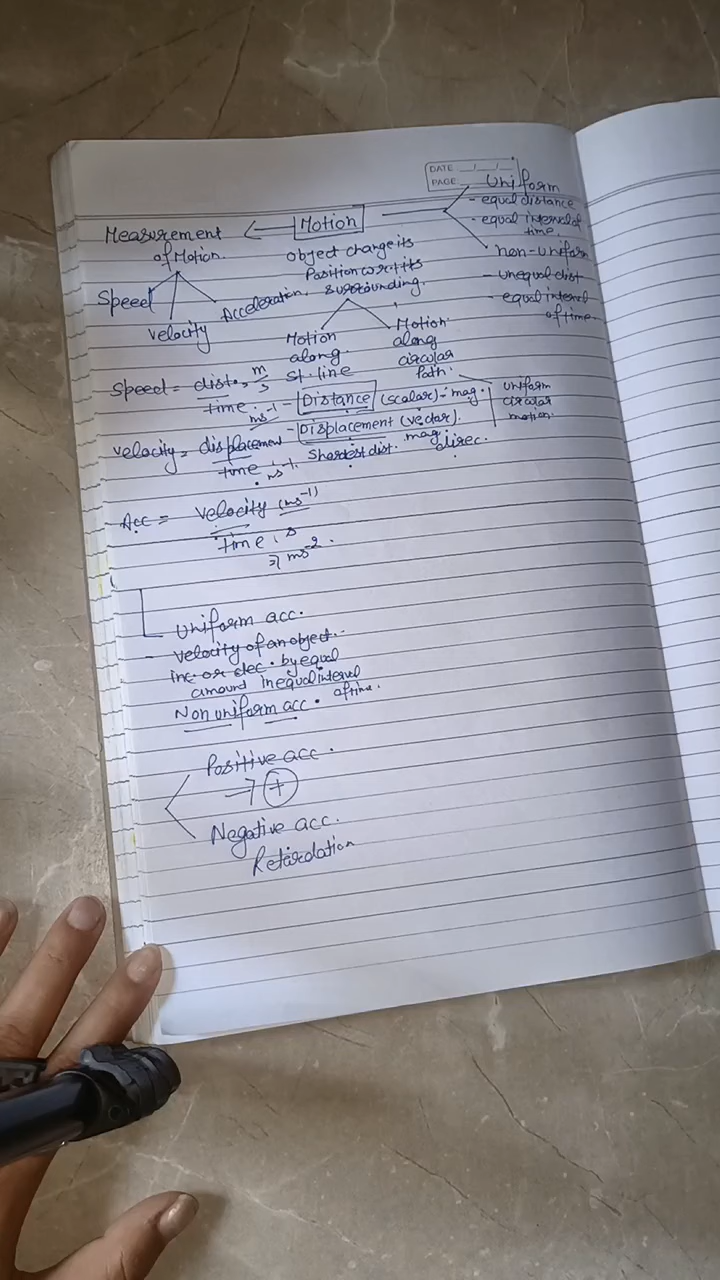 DATE __/__/__
PAGE
Uniform
- equal distance
- equal interval of
time
non-uniform
- unequal dist
- equal interval
of time
Measurement
of Motion.
Motion
Object change its
Position w.r.t its
surrounding.
Speed
velocity
Acceleration.
Motion
along
st. line
Motion
along
circular
Path.
uniform
circular
motion.
Speed = dist. m/s
time ms⁻¹
- Distance (scalar) - mag.
velocity = displacement
time ms⁻¹.
- Displacement (vector).
Shortest dist. mag. direc.
Acc = velocity (ms⁻¹)
Time, s
⇒ ms⁻²
Uniform acc.
- velocity of an object
inc. or dec. by equal
amount in equal interval
of time.
Non uniform acc.
Positive acc.
→ +
Negative acc.
Retardation